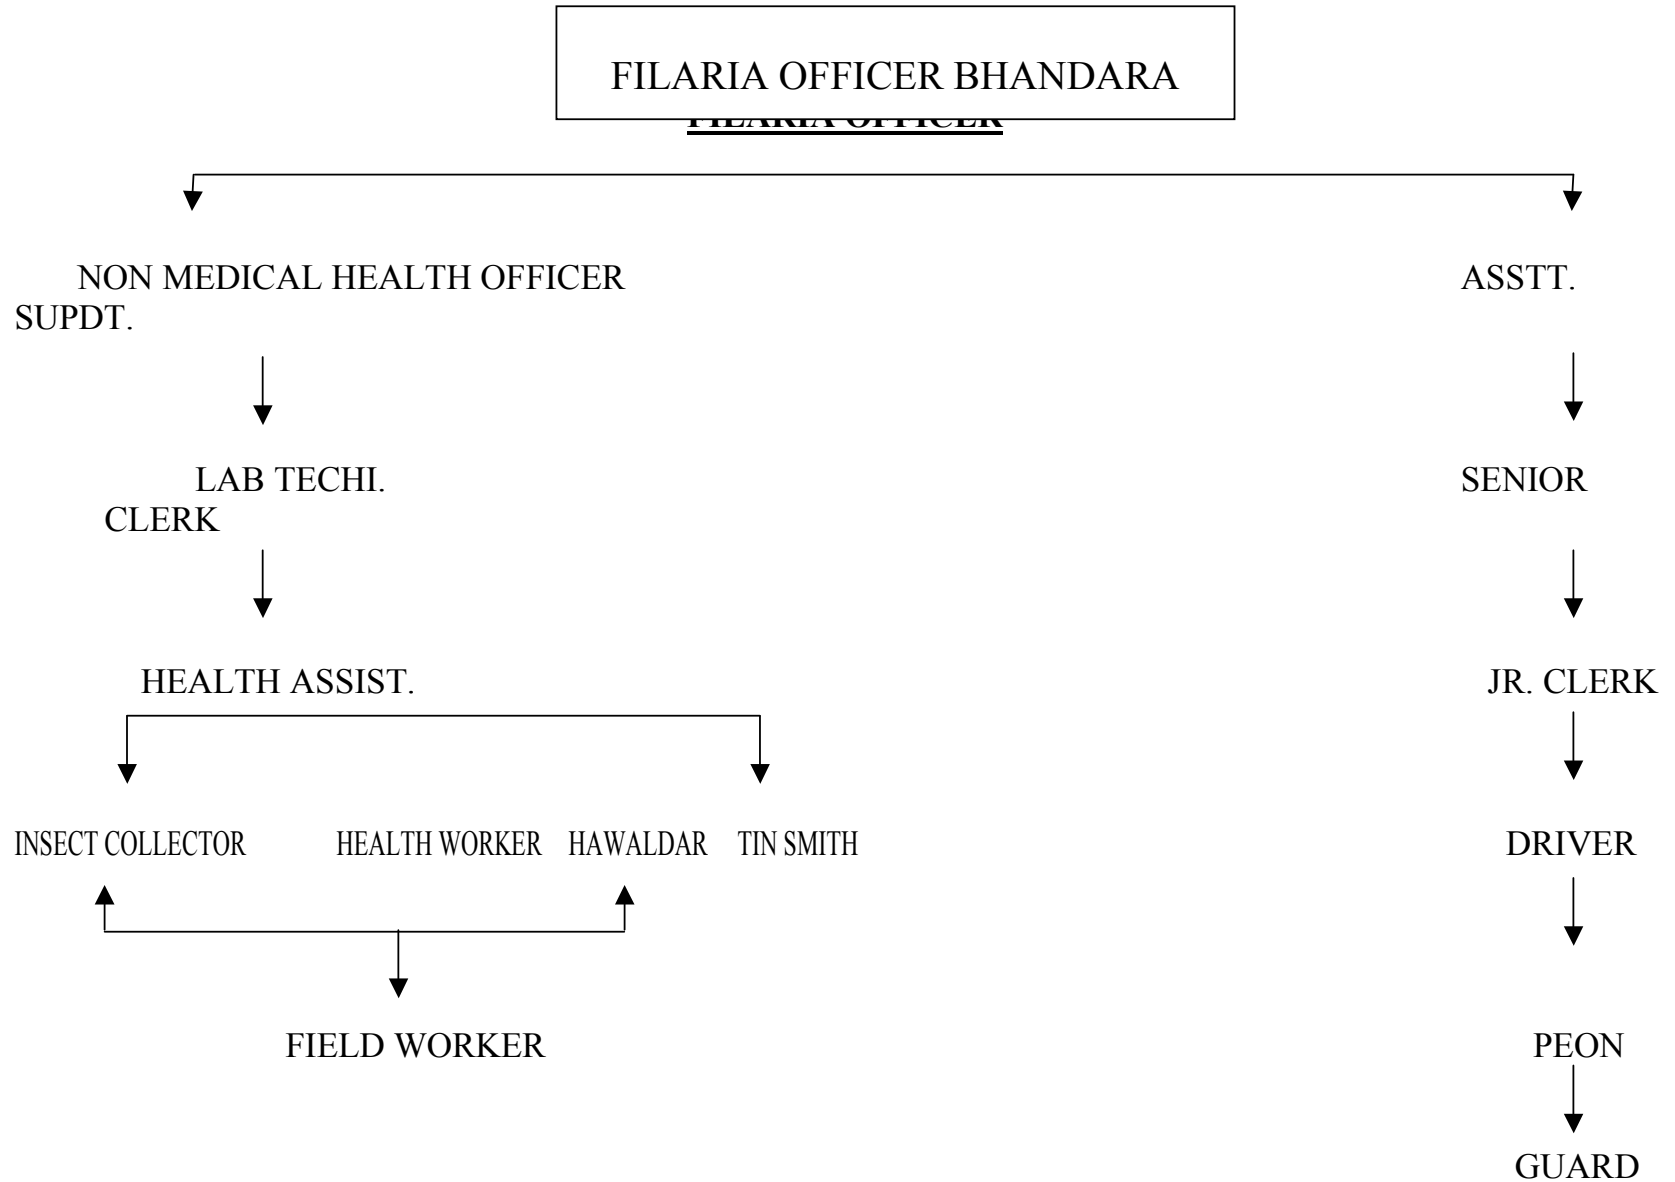 FILARIA OFFICER BHANDARA
FILARIA OFFICER
NON MEDICAL HEALTH OFFICER ASSTT.
SUPDT.
LAB TECHI. SENIOR
CLERK
HEALTH ASSIST. JR. CLERK
INSECT COLLECTOR HEALTH WORKER HAWALDAR TIN SMITH DRIVER
FIELD WORKER PEON
GUARD